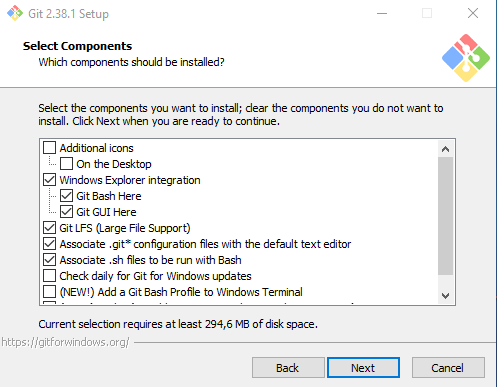 Git 2.38.1 Setup
Select Components
Which components should be installed?
Select the components you want to install; clear the components you do not want to
install. Click Next when you are ready to continue.
Additional icons
On the Desktop
Windows Explorer integration
Git Bash Here
Git GUI Here
Git LFS (Large File Support)
Associate .git* configuration files with the default text editor
Associate .sh files to be run with Bash
Check daily for Git for Windows updates
(NEW!) Add a Git Bash Profile to Windows Terminal
Current selection requires at least 294,6 MB of disk space.
https://gitforwindows.org/
Back
Next
Cancel